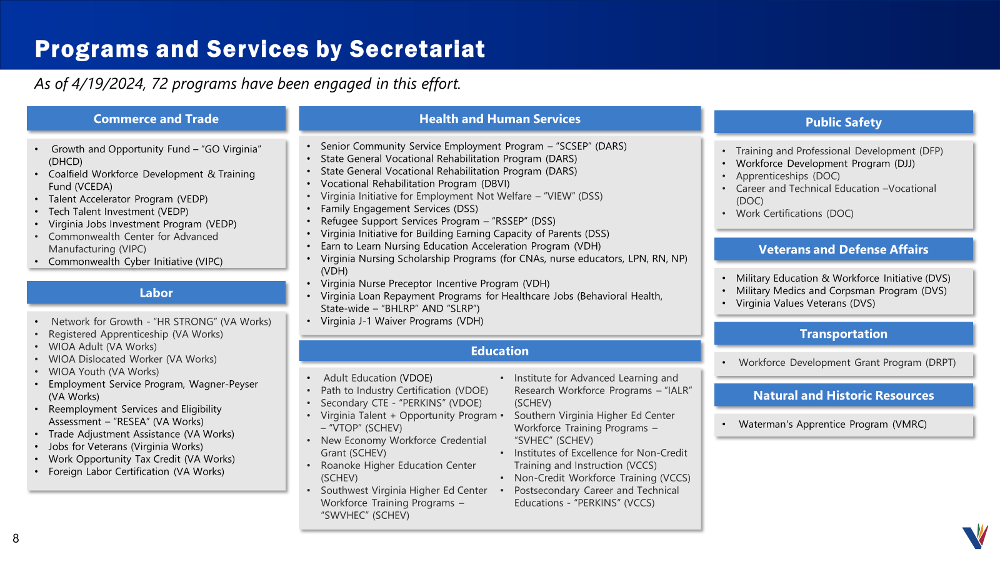 Programs and Services by Secretariat
As of 4/19/2024, 72 programs have been engaged in this effort.
Commerce and Trade
• Growth and Opportunity Fund – “GO Virginia”
(DHCD)
• Coalfield Workforce Development & Training
Fund (VCEDA)
• Talent Accelerator Program (VEDP)
• Tech Talent Investment (VEDP)
• Virginia Jobs Investment Program (VEDP)
• Commonwealth Center for Advanced
Manufacturing (VIPC)
• Commonwealth Cyber Initiative (VIPC)
Labor
• Network for Growth - “HR STRONG” (VA Works)
• Registered Apprenticeship (VA Works)
• WIOA Adult (VA Works)
• WIOA Dislocated Worker (VA Works)
• WIOA Youth (VA Works)
• Employment Service Program, Wagner-Peyser
(VA Works)
• Reemployment Services and Eligibility
Assessment – “RESEA” (VA Works)
• Trade Adjustment Assistance (VA Works)
• Jobs for Veterans (Virginia Works)
• Work Opportunity Tax Credit (VA Works)
• Foreign Labor Certification (VA Works)
Health and Human Services
• Senior Community Service Employment Program – “SCSEP” (DARS)
• State General Vocational Rehabilitation Program (DARS)
• State General Vocational Rehabilitation Program (DARS)
• Vocational Rehabilitation Program (DBVI)
• Virginia Initiative for Employment Not Welfare – “VIEW” (DSS)
• Family Engagement Services (DSS)
• Refugee Support Services Program – “RSSEP” (DSS)
• Virginia Initiative for Building Earning Capacity of Parents (DSS)
• Earn to Learn Nursing Education Acceleration Program (VDH)
• Virginia Nursing Scholarship Programs (for CNAs, nurse educators, LPN, RN, NP)
(VDH)
• Virginia Nurse Preceptor Incentive Program (VDH)
• Virginia Loan Repayment Programs for Healthcare Jobs (Behavioral Health,
State-wide – “BHLRP” AND “SLRP”)
• Virginia J-1 Waiver Programs (VDH)
Education
• Adult Education (VDOE)
• Path to Industry Certification (VDOE)
• Secondary CTE - “PERKINS” (VDOE)
• Virginia Talent + Opportunity Program
– “VTOP” (SCHEV)
• New Economy Workforce Credential
Grant (SCHEV)
• Roanoke Higher Education Center
(SCHEV)
• Southwest Virginia Higher Ed Center
Workforce Training Programs –
“SWVHEC” (SCHEV)
• Institute for Advanced Learning and
Research Workforce Programs – “IALR”
(SCHEV)
• Southern Virginia Higher Ed Center
Workforce Training Programs –
“SVHEC” (SCHEV)
• Institutes of Excellence for Non-Credit
Training and Instruction (VCCS)
• Non-Credit Workforce Training (VCCS)
• Postsecondary Career and Technical
Educations - “PERKINS” (VCCS)
Public Safety
• Training and Professional Development (DFP)
• Workforce Development Program (DJJ)
• Apprenticeships (DOC)
• Career and Technical Education –Vocational
(DOC)
• Work Certifications (DOC)
Veterans and Defense Affairs
• Military Education & Workforce Initiative (DVS)
• Military Medics and Corpsman Program (DVS)
• Virginia Values Veterans (DVS)
Transportation
• Workforce Development Grant Program (DRPT)
Natural and Historic Resources
• Waterman's Apprentice Program (VMRC)
8